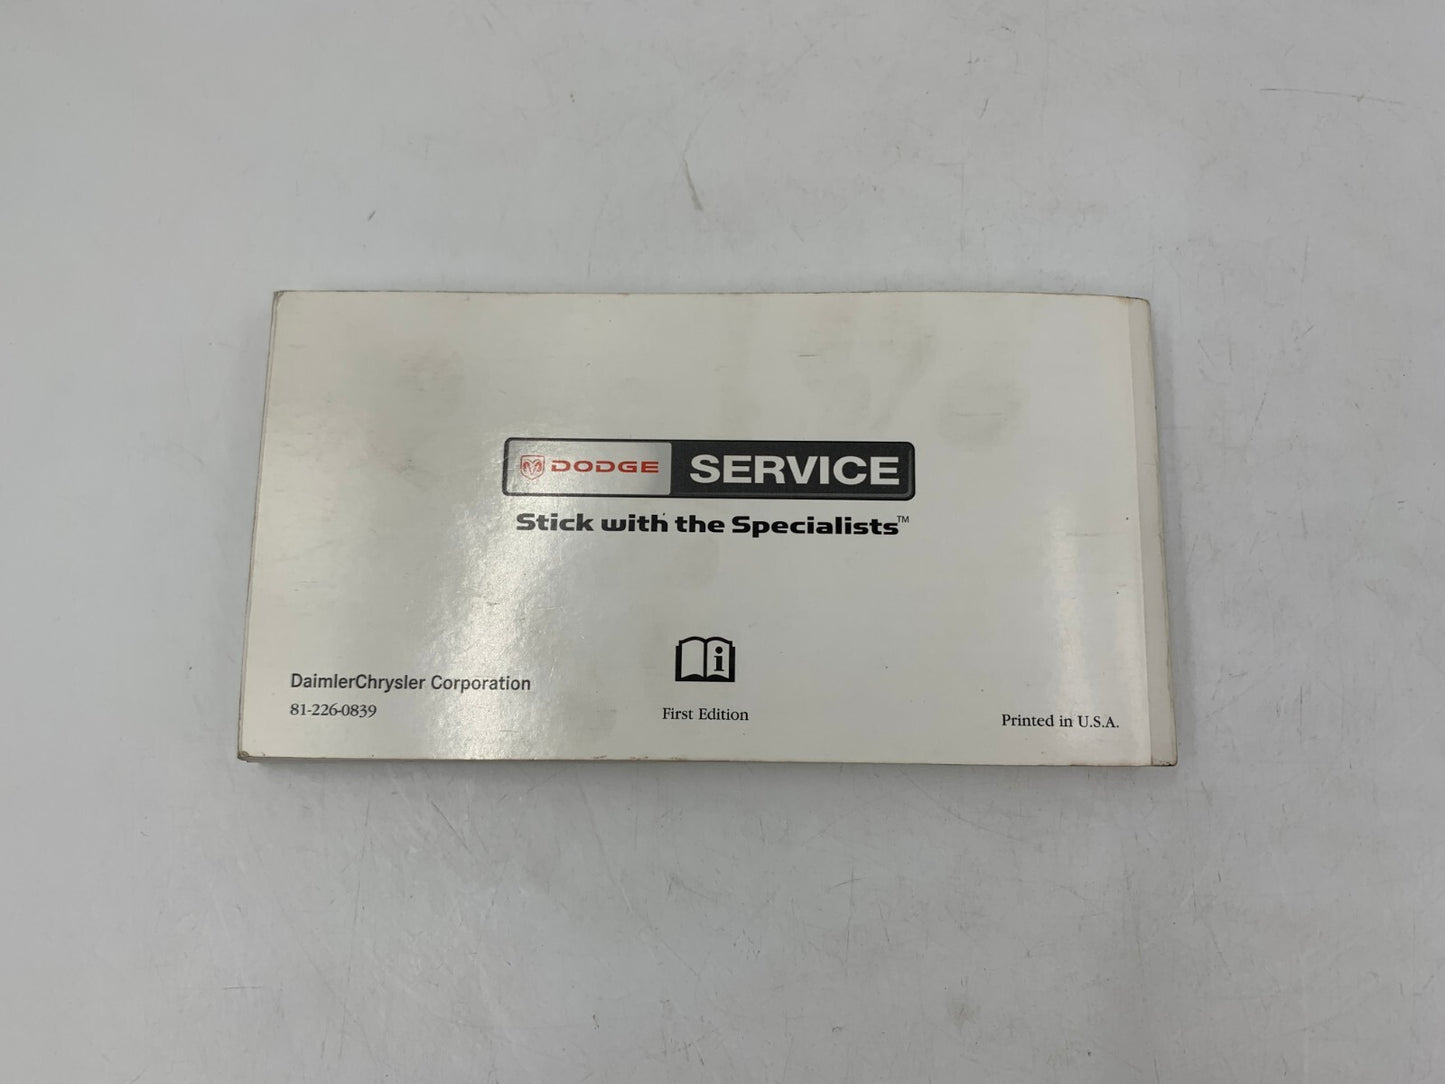 DODGE SERVICE
Stick with the Specialists™
i
DaimlerChrysler Corporation
81-226-0839
First Edition
Printed in U.S.A.